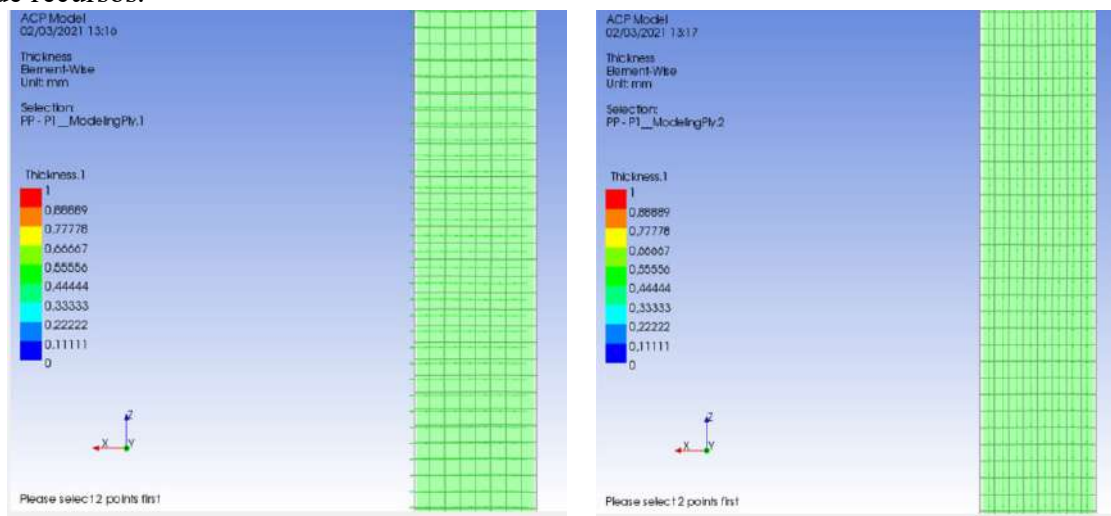 de recursos.
ACP Model
02/03/2021 13:16
Thickness
Element-Wise
Unit: mm
Selection:
PP - P1__ModelingPly.1
Thickness.1
1
0,88889
0,77778
0,66667
0,55556
0,44444
0,33333
0,22222
0,11111
0
Z
X
Y
Please select 2 points first
ACP Model
02/03/2021 13:17
Thickness
Element-Wise
Unit: mm
Selection:
PP - P1__ModelingPly.2
Thickness.1
1
0,88889
0,77778
0,66667
0,55556
0,44444
0,33333
0,22222
0,11111
0
Z
X
Y
Please select 2 points first